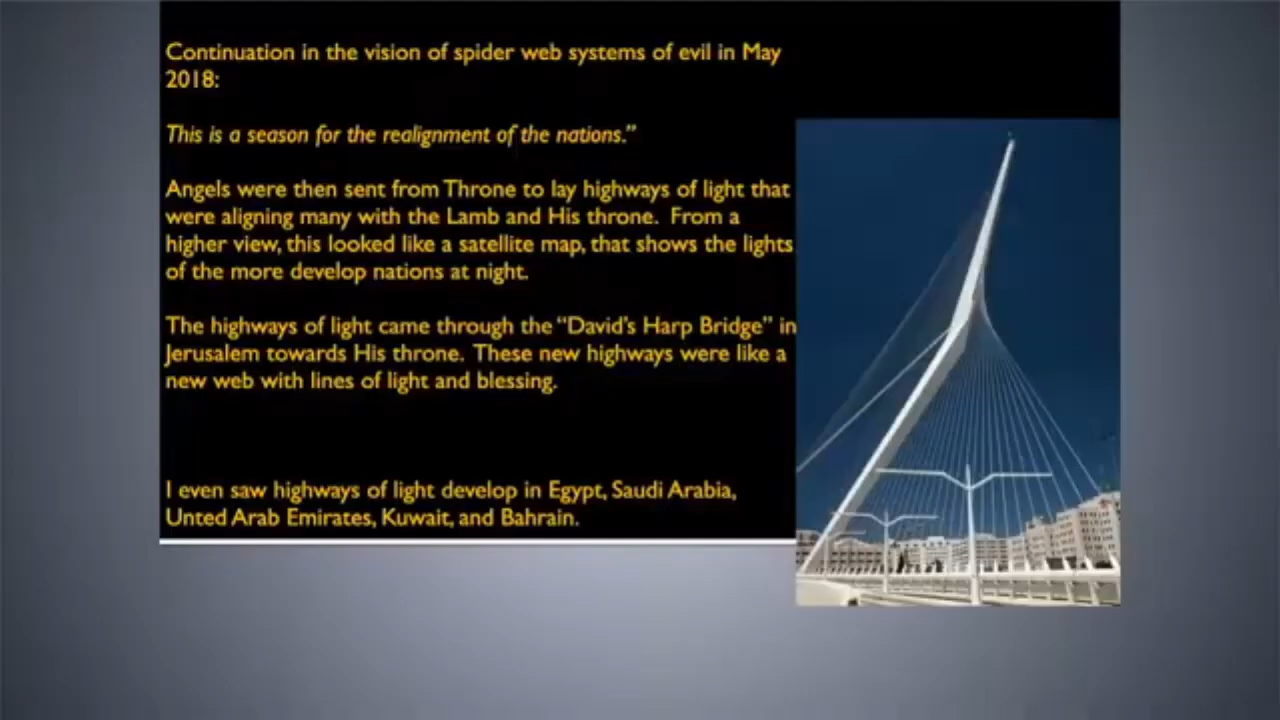 Continuation in the vision of spider web systems of evil in May
2018:
This is a season for the realignment of the nations.”
Angels were then sent from Throne to lay highways of light that
were aligning many with the Lamb and His throne. From a
higher view, this looked like a satellite map, that shows the lights
of the more develop nations at night.
The highways of light came through the “David’s Harp Bridge” in
Jerusalem towards His throne. These new highways were like a
new web with lines of light and blessing.
I even saw highways of light develop in Egypt, Saudi Arabia,
Unted Arab Emirates, Kuwait, and Bahrain.